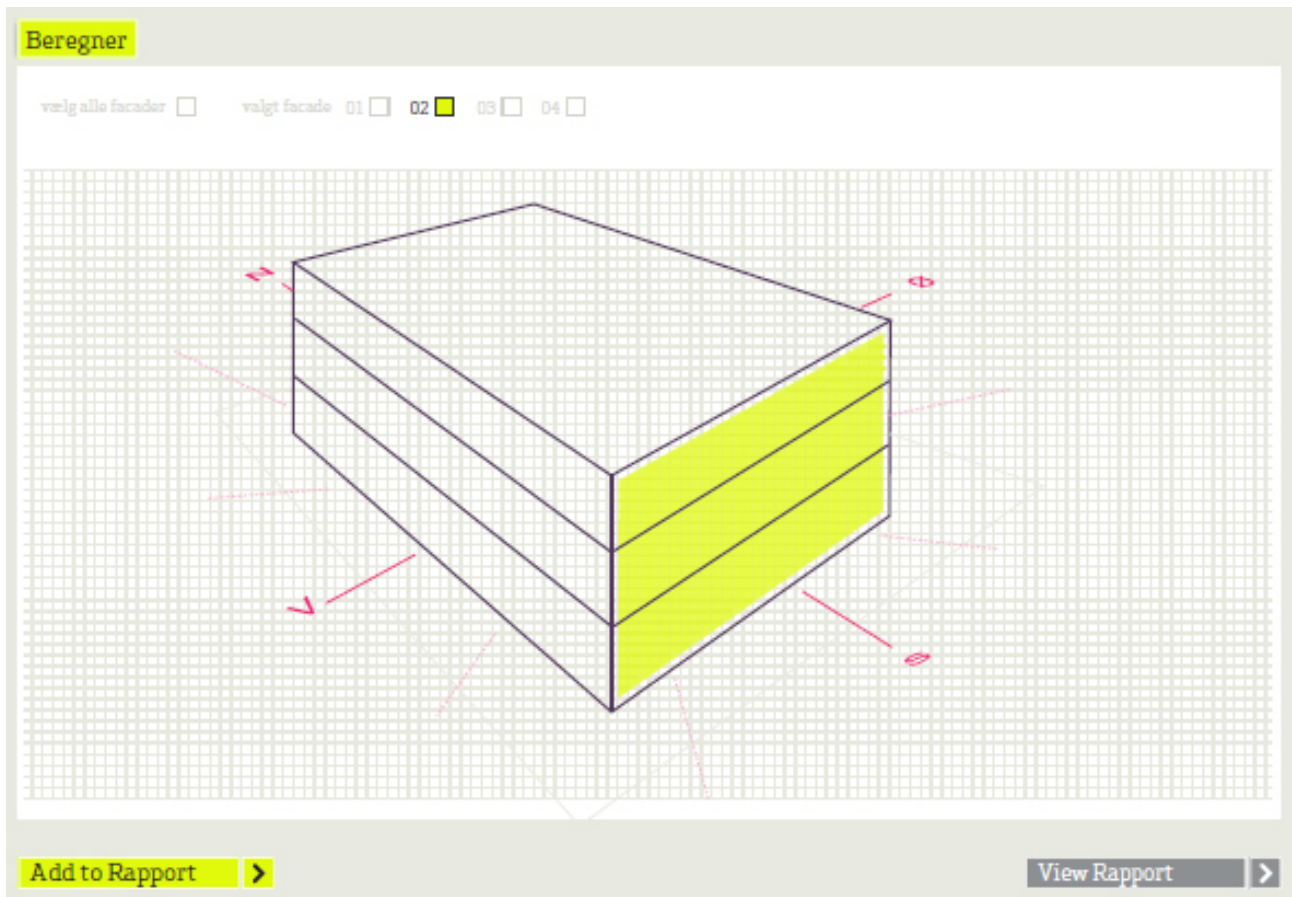 Beregner
vælg alle facader valgt facade 01 02 03 04
N
Ø
V
Add to Rapport >
View Rapport >